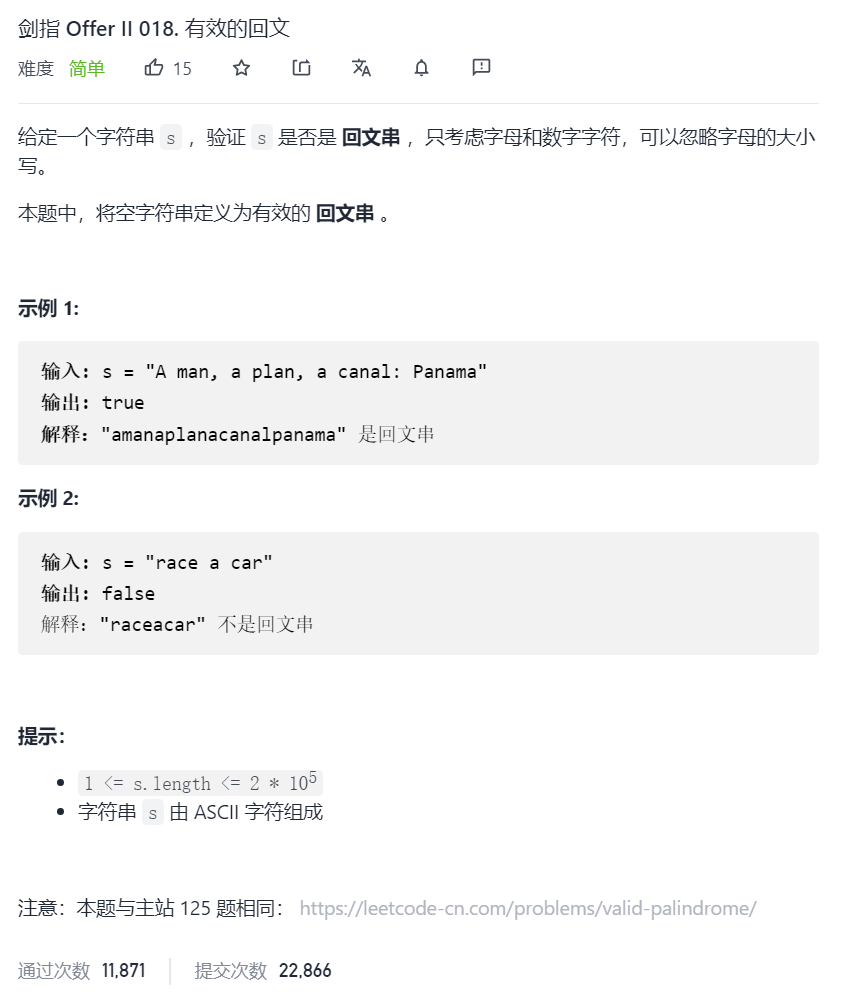 剑指 Offer II 018. 有效的回文
难度 简单 15
给定一个字符串 s ，验证 s 是否是 回文串 ，只考虑字母和数字字符，可以忽略字母的大小
写。
本题中，将空字符串定义为有效的 回文串 。
示例 1:
输入: s = "A man, a plan, a canal: Panama"
输出: true
解释："amanaplanacanalpanama" 是回文串
示例 2:
输入: s = "race a car"
输出: false
解释："raceacar" 不是回文串
提示：
1 <= s.length <= 2 * 10⁵
字符串 s 由 ASCII 字符组成
注意：本题与主站 125 题相同： https://leetcode-cn.com/problems/valid-palindrome/
通过次数 11,871 提交次数 22,866